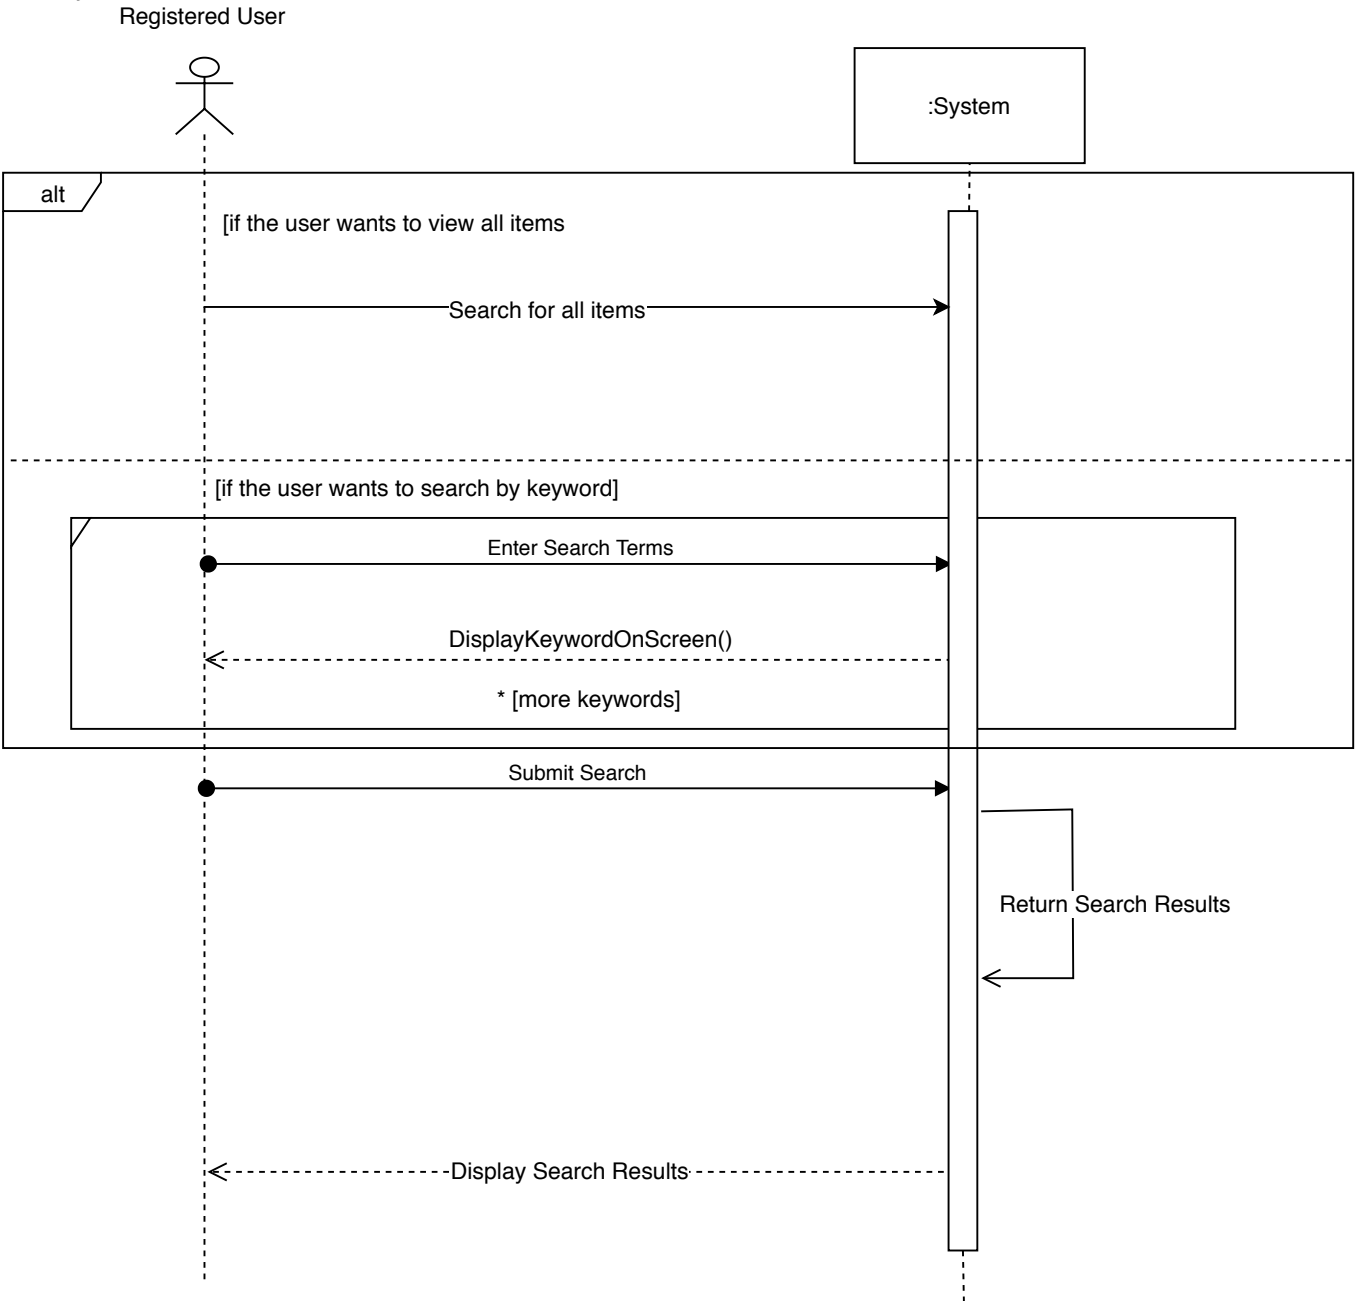 Registered User
:System
alt
[if the user wants to view all items
Search for all items
[if the user wants to search by keyword]
Enter Search Terms
DisplayKeywordOnScreen()
* [more keywords]
Submit Search
Return Search Results
Display Search Results